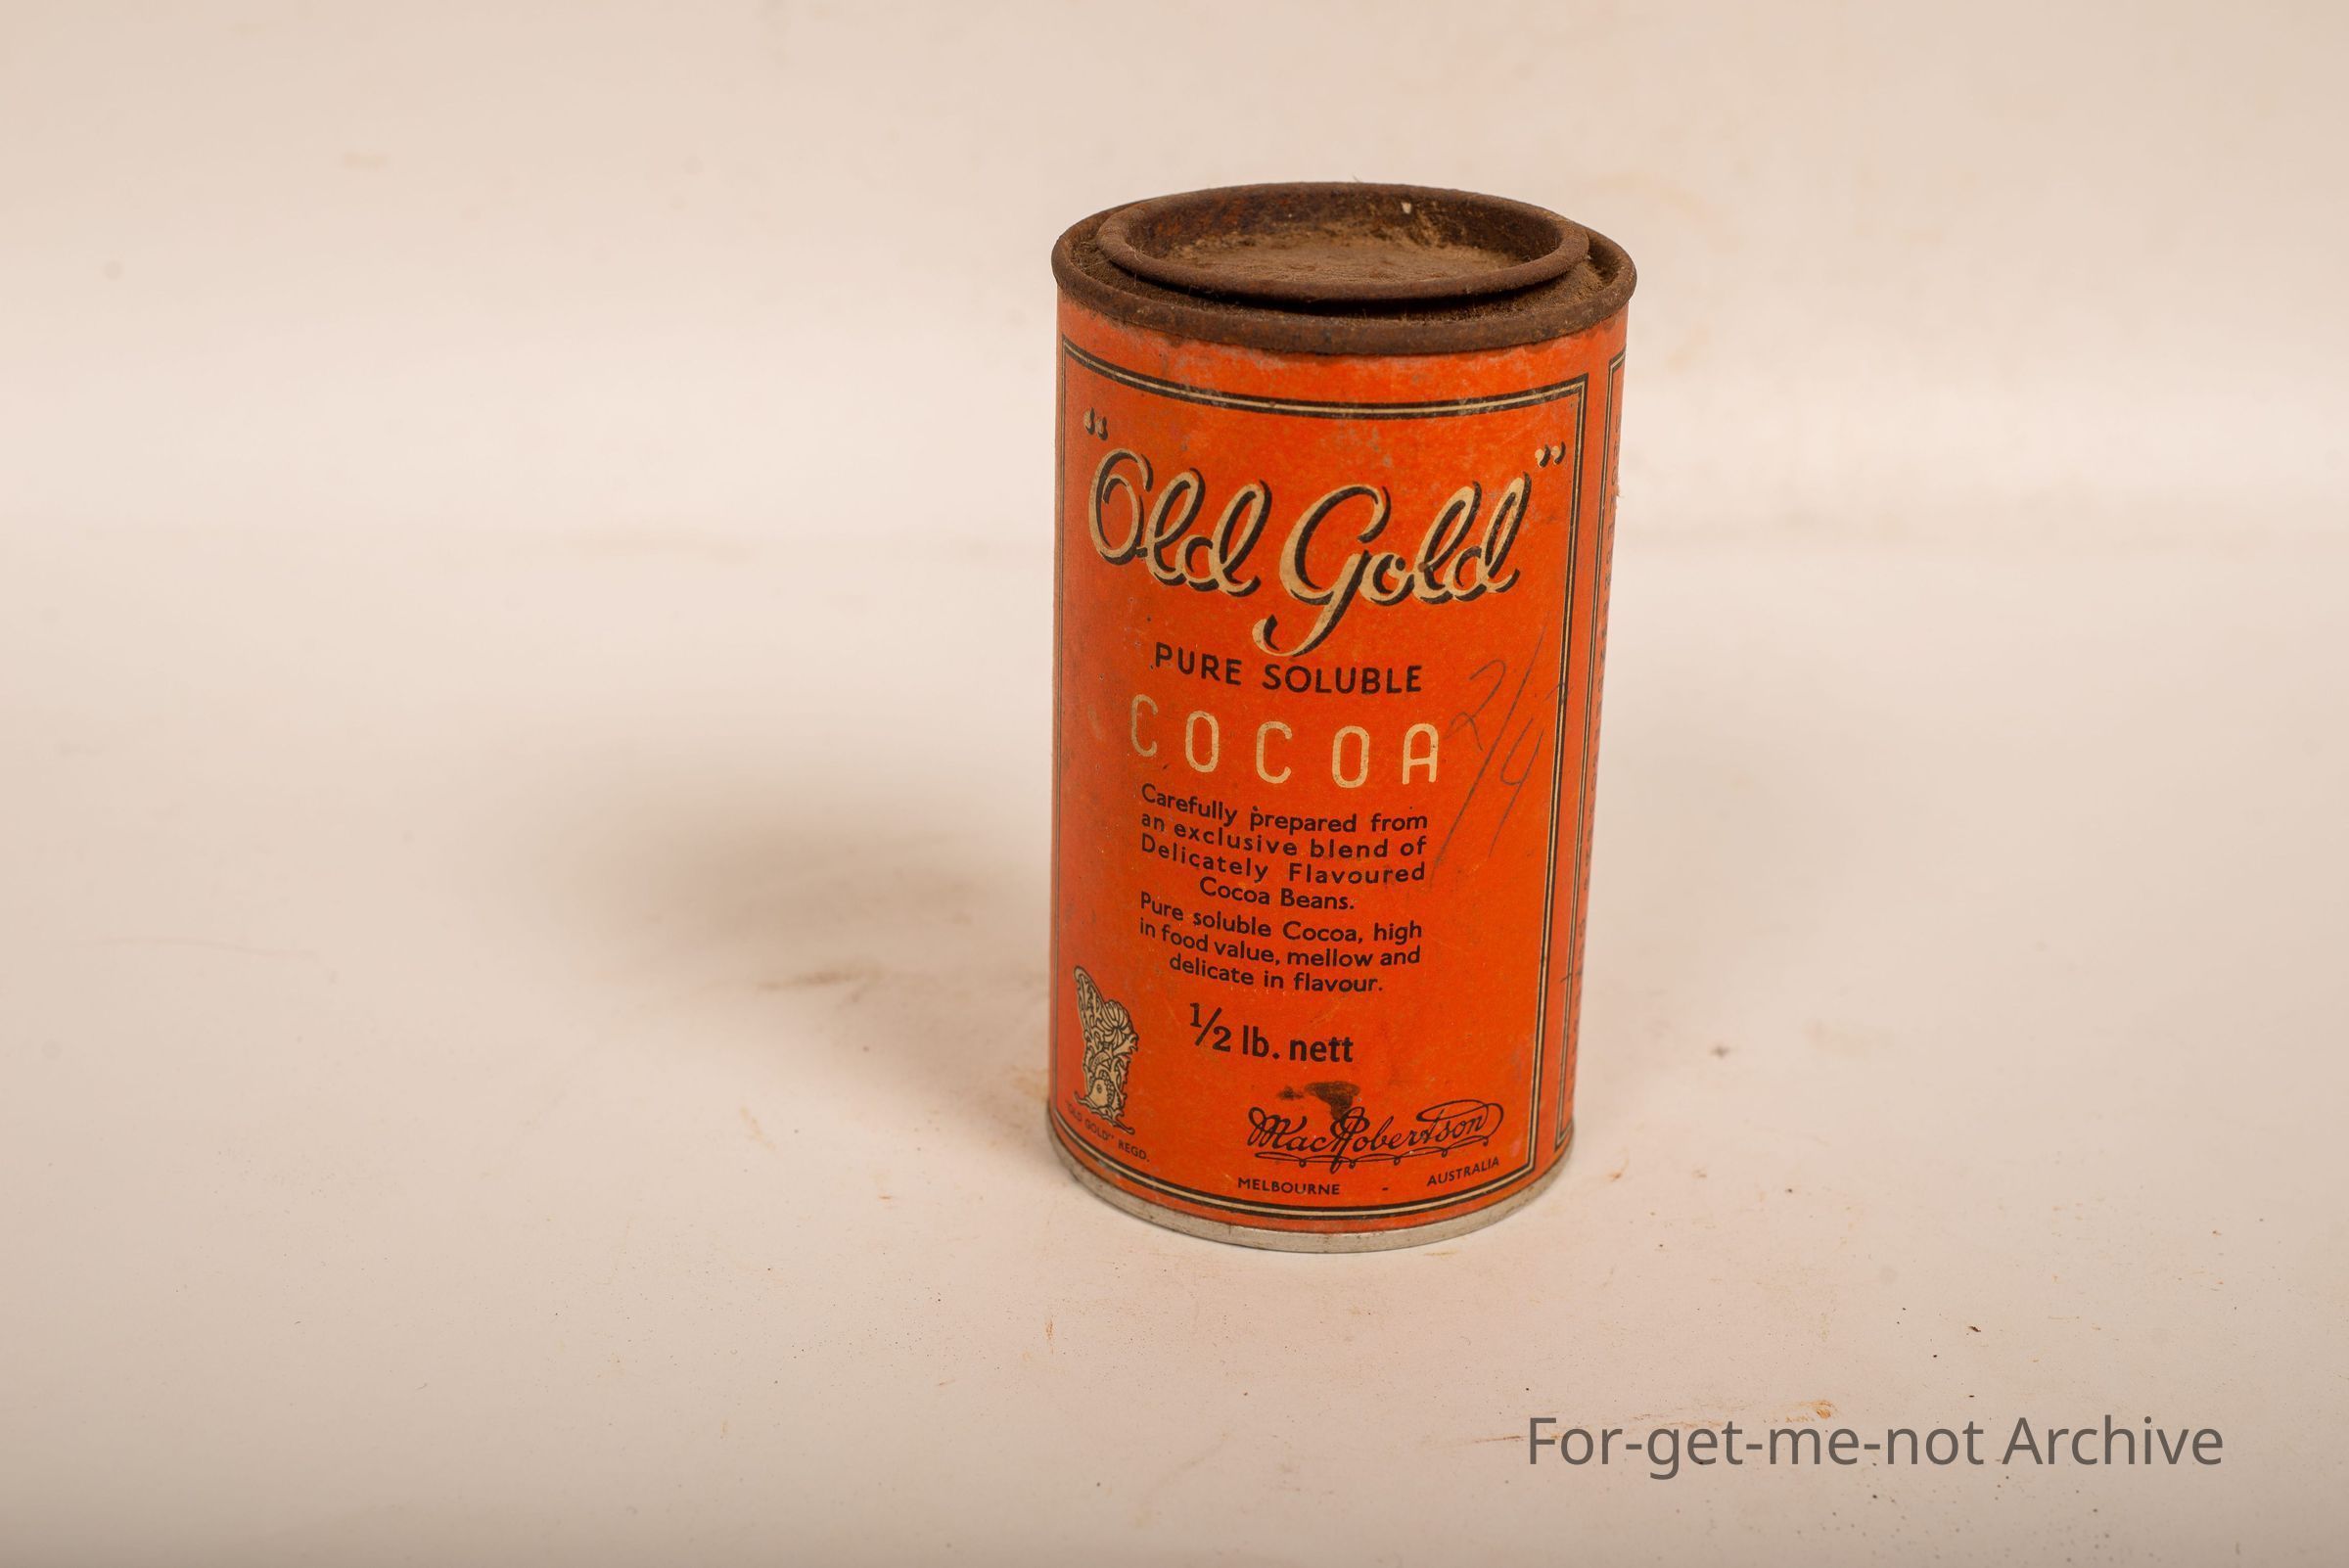 "Old Gold"
PURE SOLUBLE
COCOA
2/4
Carefully prepared from
an exclusive blend of
Delicately Flavoured
Cocoa Beans.
Pure soluble Cocoa, high
in food value, mellow and
delicate in flavour.
1/2 lb. nett
"OLD GOLD" REGD.
MacRobertson
MELBOURNE - AUSTRALIA
For-get-me-not Archive